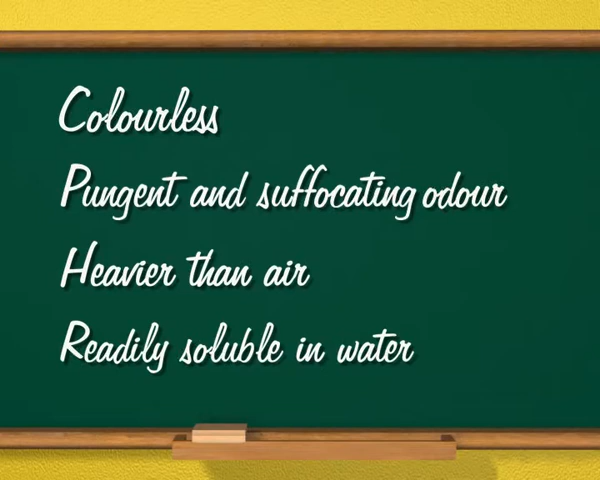 Colourless
Pungent and suffocating odour
Heavier than air
Readily soluble in water